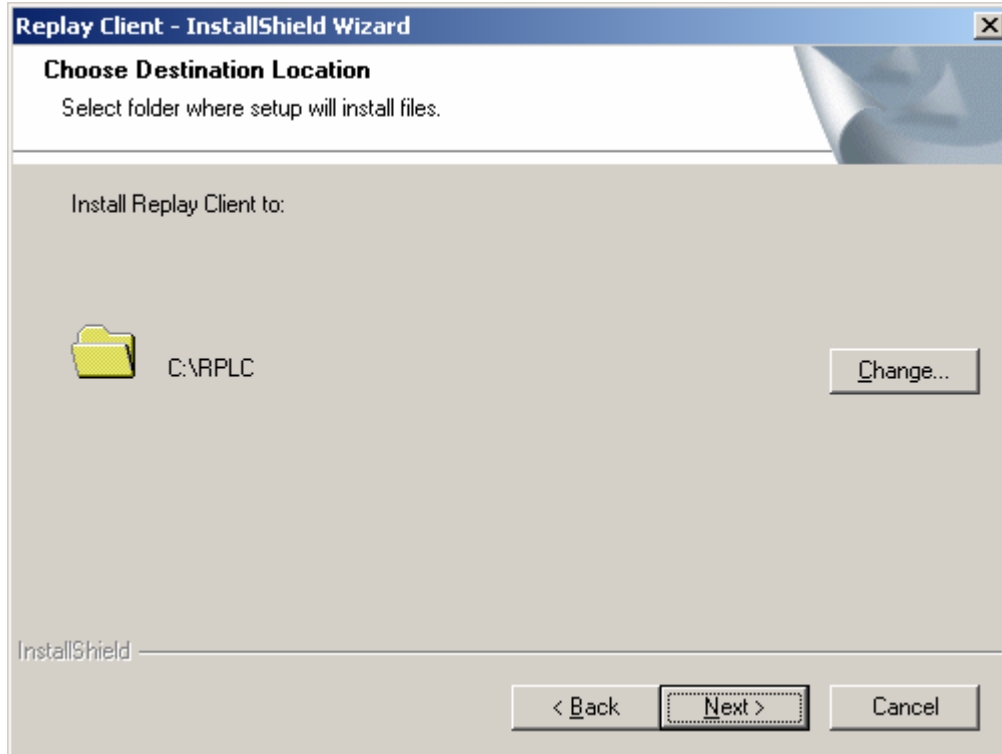 Replay Client - InstallShield Wizard
Choose Destination Location
Select folder where setup will install files.
Install Replay Client to:
C:\RPLC
Change...
InstallShield
< Back
Next >
Cancel